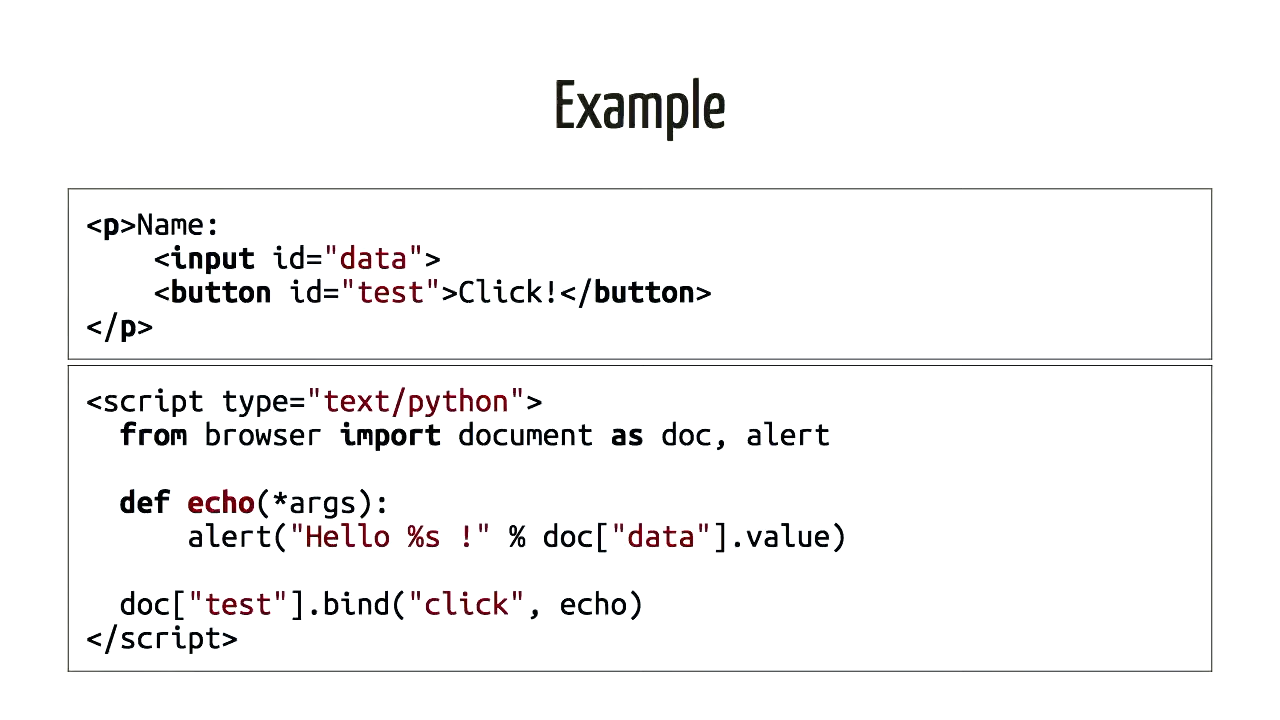 Example
<p>Name:
    <input id="data">
    <button id="test">Click!</button>
</p>
<script type="text/python">
  from browser import document as doc, alert
  def echo(*args):
      alert("Hello %s !" % doc["data"].value)
  doc["test"].bind("click", echo)
</script>